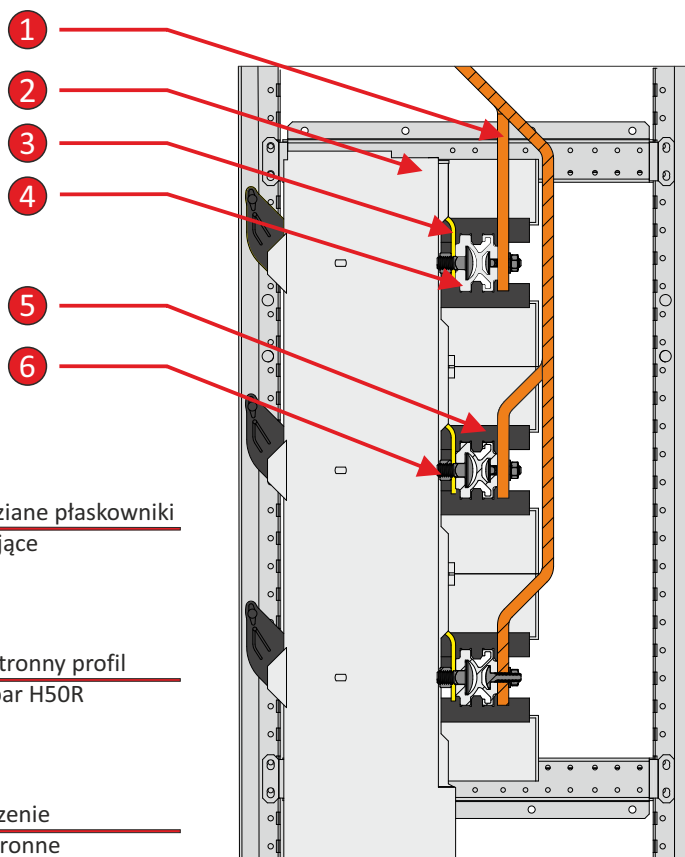 1
2
3
4
5
6
ziane płaskowniki
jące
tronny profil
bar H50R
zenie
ronne